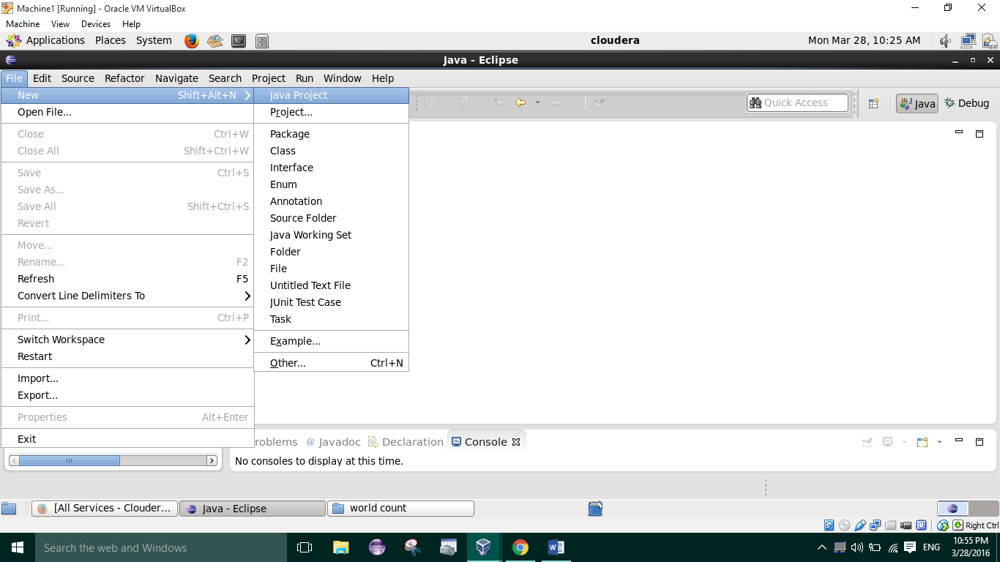 Machine1 [Running] - Oracle VM VirtualBox
Machine View Devices Help
Applications Places System cloudera Mon Mar 28, 10:25 AM
Java - Eclipse
File Edit Source Refactor Navigate Search Project Run Window Help
New Shift+Alt+N
Open File...
Close Ctrl+W
Close All Shift+Ctrl+W
Save Ctrl+S
Save As...
Save All Shift+Ctrl+S
Revert
Move...
Rename... F2
Refresh F5
Convert Line Delimiters To
Print... Ctrl+P
Switch Workspace
Restart
Import...
Export...
Properties Alt+Enter
Exit
Java Project
Project...
Package
Class
Interface
Enum
Annotation
Source Folder
Java Working Set
Folder
File
Untitled Text File
JUnit Test Case
Task
Example...
Other... Ctrl+N
Quick Access Java Debug
roblems @ Javadoc Declaration Console
No consoles to display at this time.
[All Services - Clouder... Java - Eclipse world count
Right Ctrl
Search the web and Windows
ENG
10:55 PM
3/28/2016